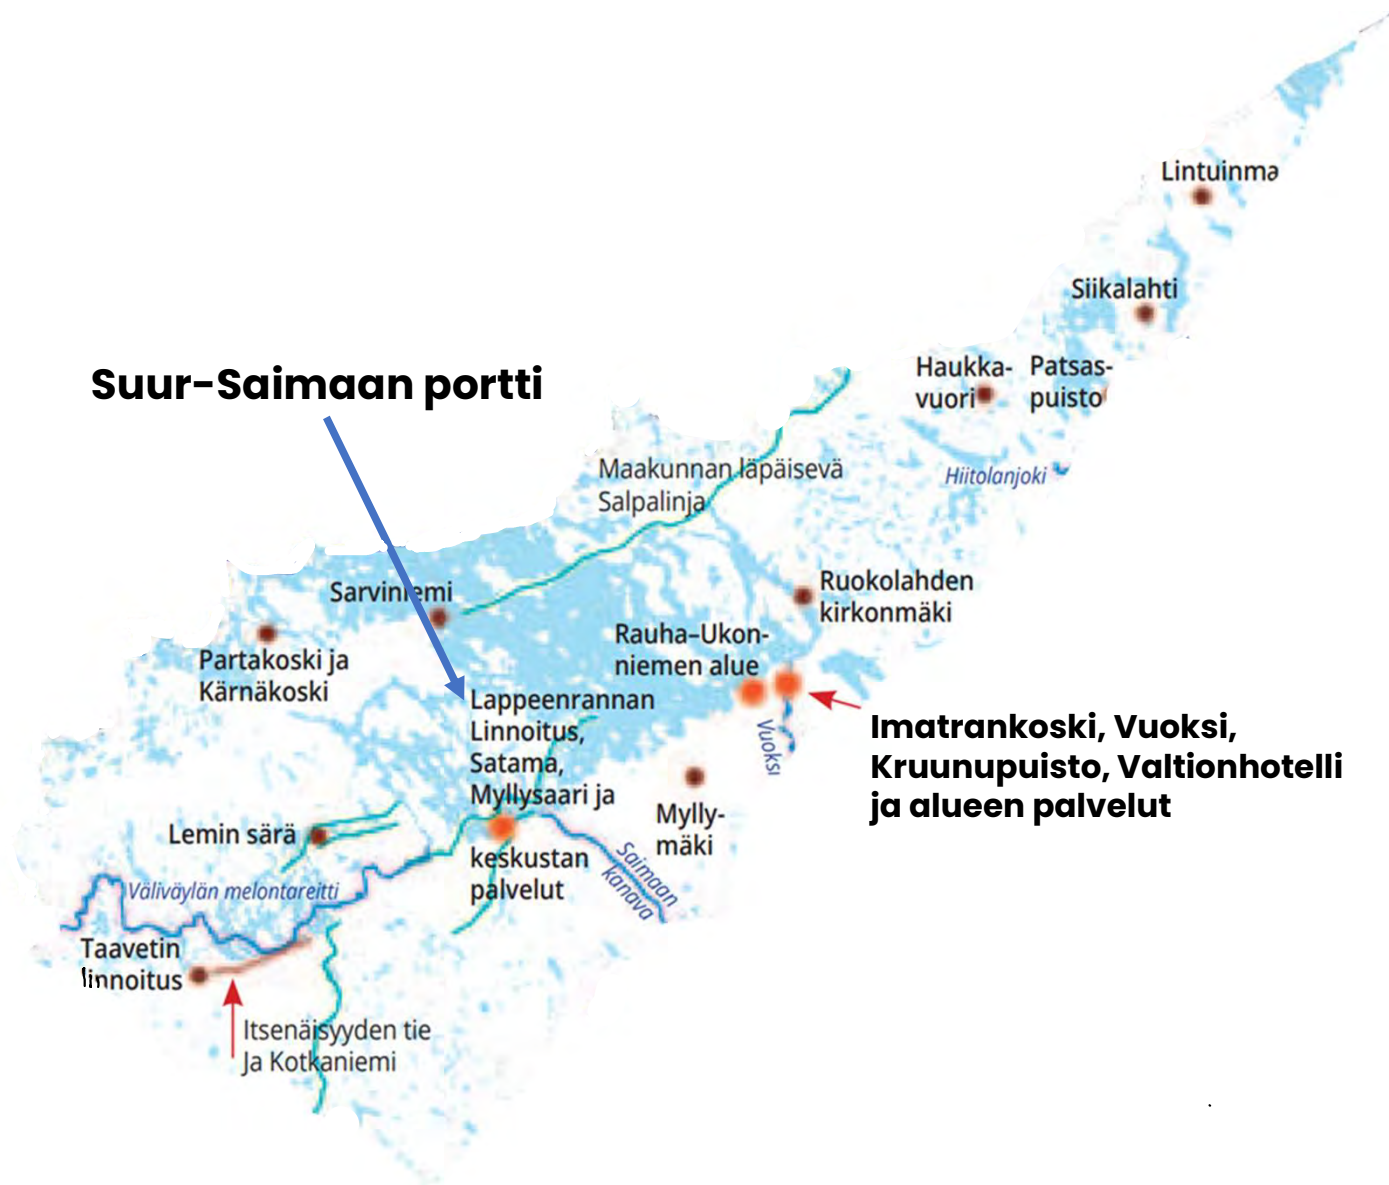 Lintuinma
Siikalahti
Haukka-
vuori
Patsas-
puisto
Suur-Saimaan portti
Maakunnan läpäisevä
Salpalinja
Hiitolanjoki
Sarviniemi
Ruokolahden
kirkonmäki
Rauha–Ukon-
niemen alue
Partakoski ja
Kärnäkoski
Lappeenrannan
Linnoitus,
Satama,
Myllysaari ja
keskustan
palvelut
Imatrankoski, Vuoksi,
Kruunupuisto, Valtionhotelli
ja alueen palvelut
Vuoksi
Mylly-
mäki
Lemin särä
Saimaan
kanava
Väliväylän melontareitti
Taavetin
linnoitus
Itsenäisyyden tie
Ja Kotkaniemi